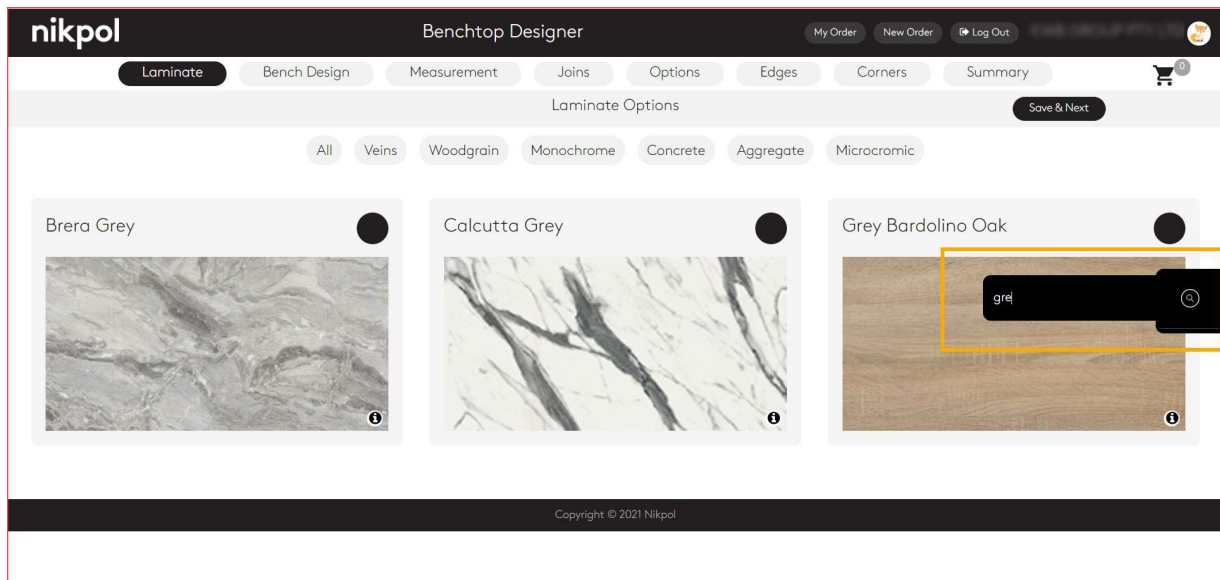 nikpol
Benchtop Designer
My Order
New Order
Log Out
Laminate
Bench Design
Measurement
Joins
Options
Edges
Corners
Summary
0
Laminate Options
Save & Next
All
Veins
Woodgrain
Monochrome
Concrete
Aggregate
Microcromic
Brera Grey
Calcutta Grey
Grey Bardolino Oak
gre
Copyright © 2021 Nikpol